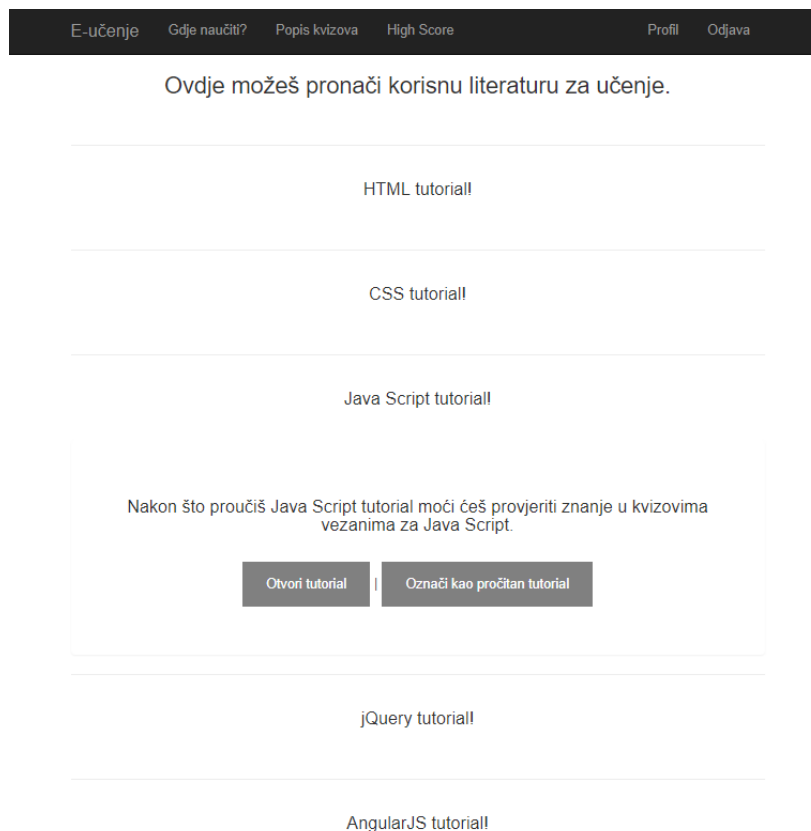 E-učenje Gdje naučiti? Popis kvizova High Score Profil Odjava
Ovdje možeš pronači korisnu literaturu za učenje.
HTML tutorial!
CSS tutorial!
Java Script tutorial!
Nakon što proučiš Java Script tutorial moći ćeš provjeriti znanje u kvizovima
vezanima za Java Script.
Otvori tutorial | Označi kao pročitan tutorial
jQuery tutorial!
AngularJS tutorial!